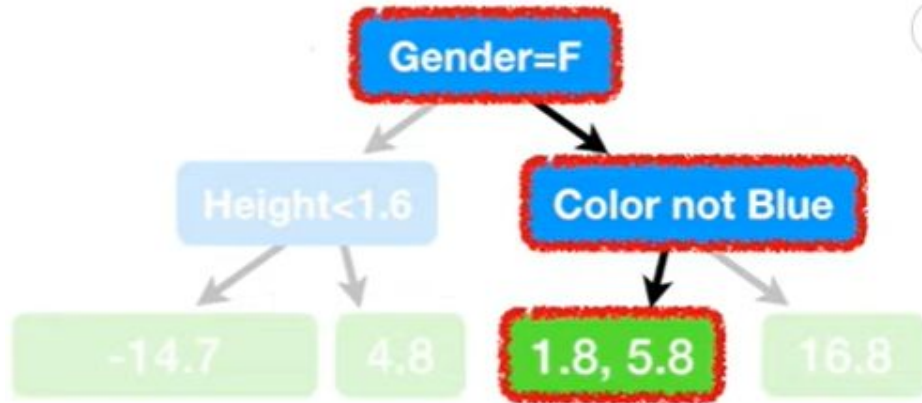 Gender=F
Height<1.6
Color not Blue
-14.7
4.8
1.8, 5.8
16.8